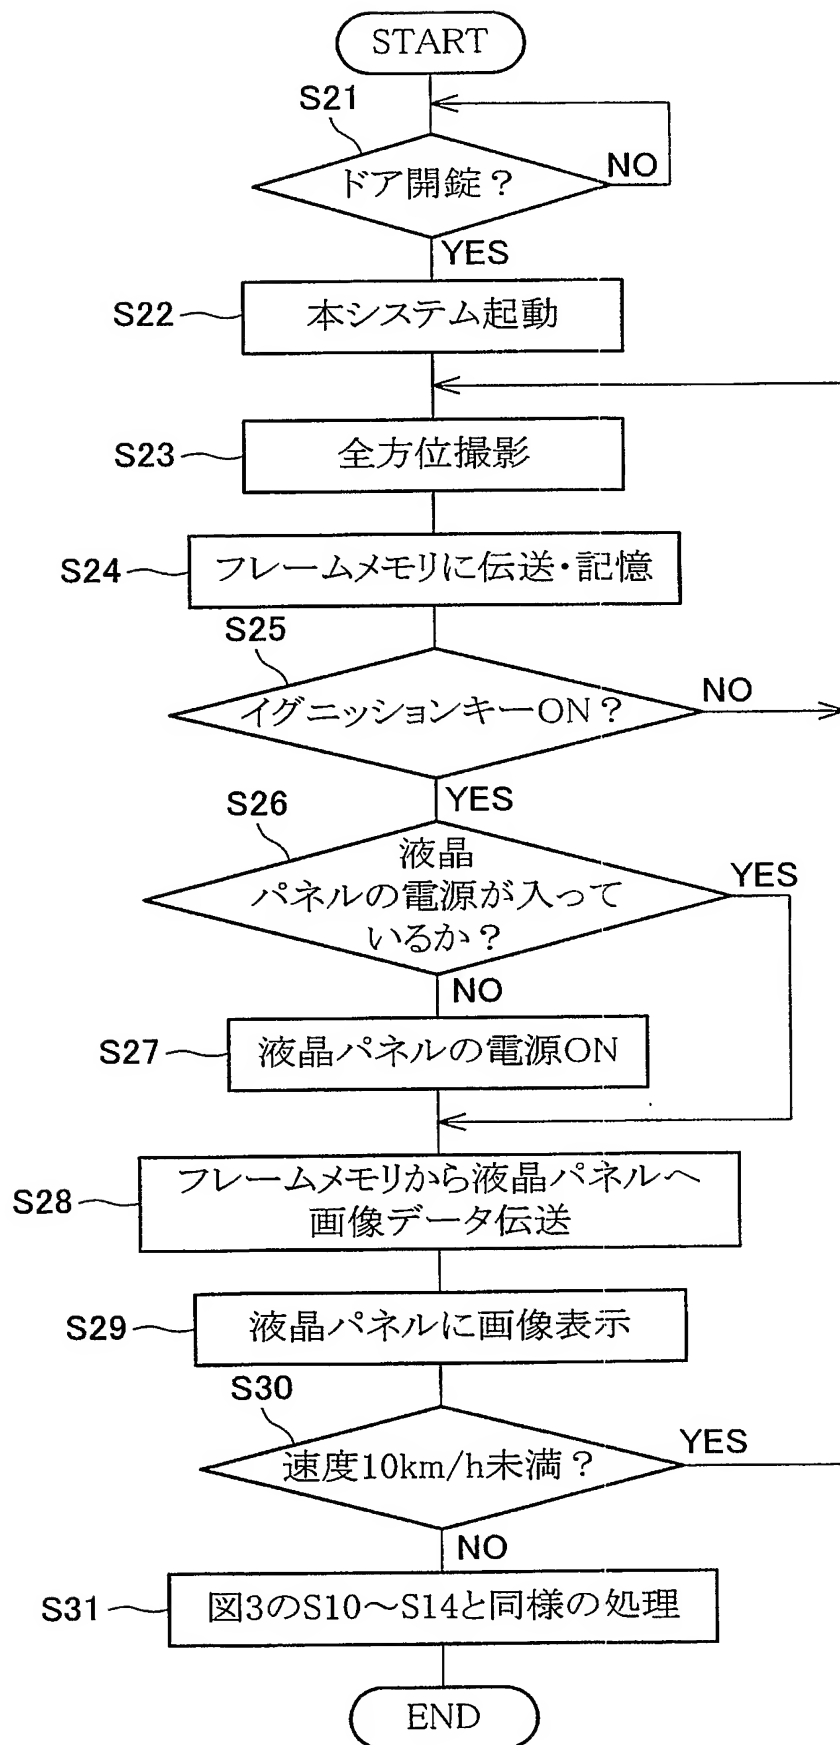 START
S21
ドア開錠？
NO
YES
S22
本システム起動
S23
全方位撮影
S24
フレームメモリに伝送・記憶
S25
イグニッションキーON？
NO
YES
S26
液晶
パネルの電源が入って
いるか？
YES
NO
S27
液晶パネルの電源ON
S28
フレームメモリから液晶パネルへ
画像データ伝送
S29
液晶パネルに画像表示
S30
速度10km/h未満？
YES
NO
S31
図3のS10～S14と同様の処理
END